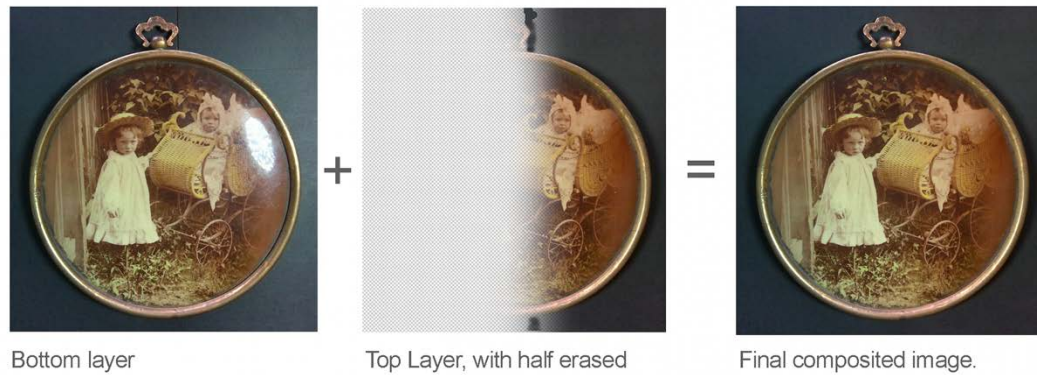 +
=
Bottom layer
Top Layer, with half erased
Final composited image.